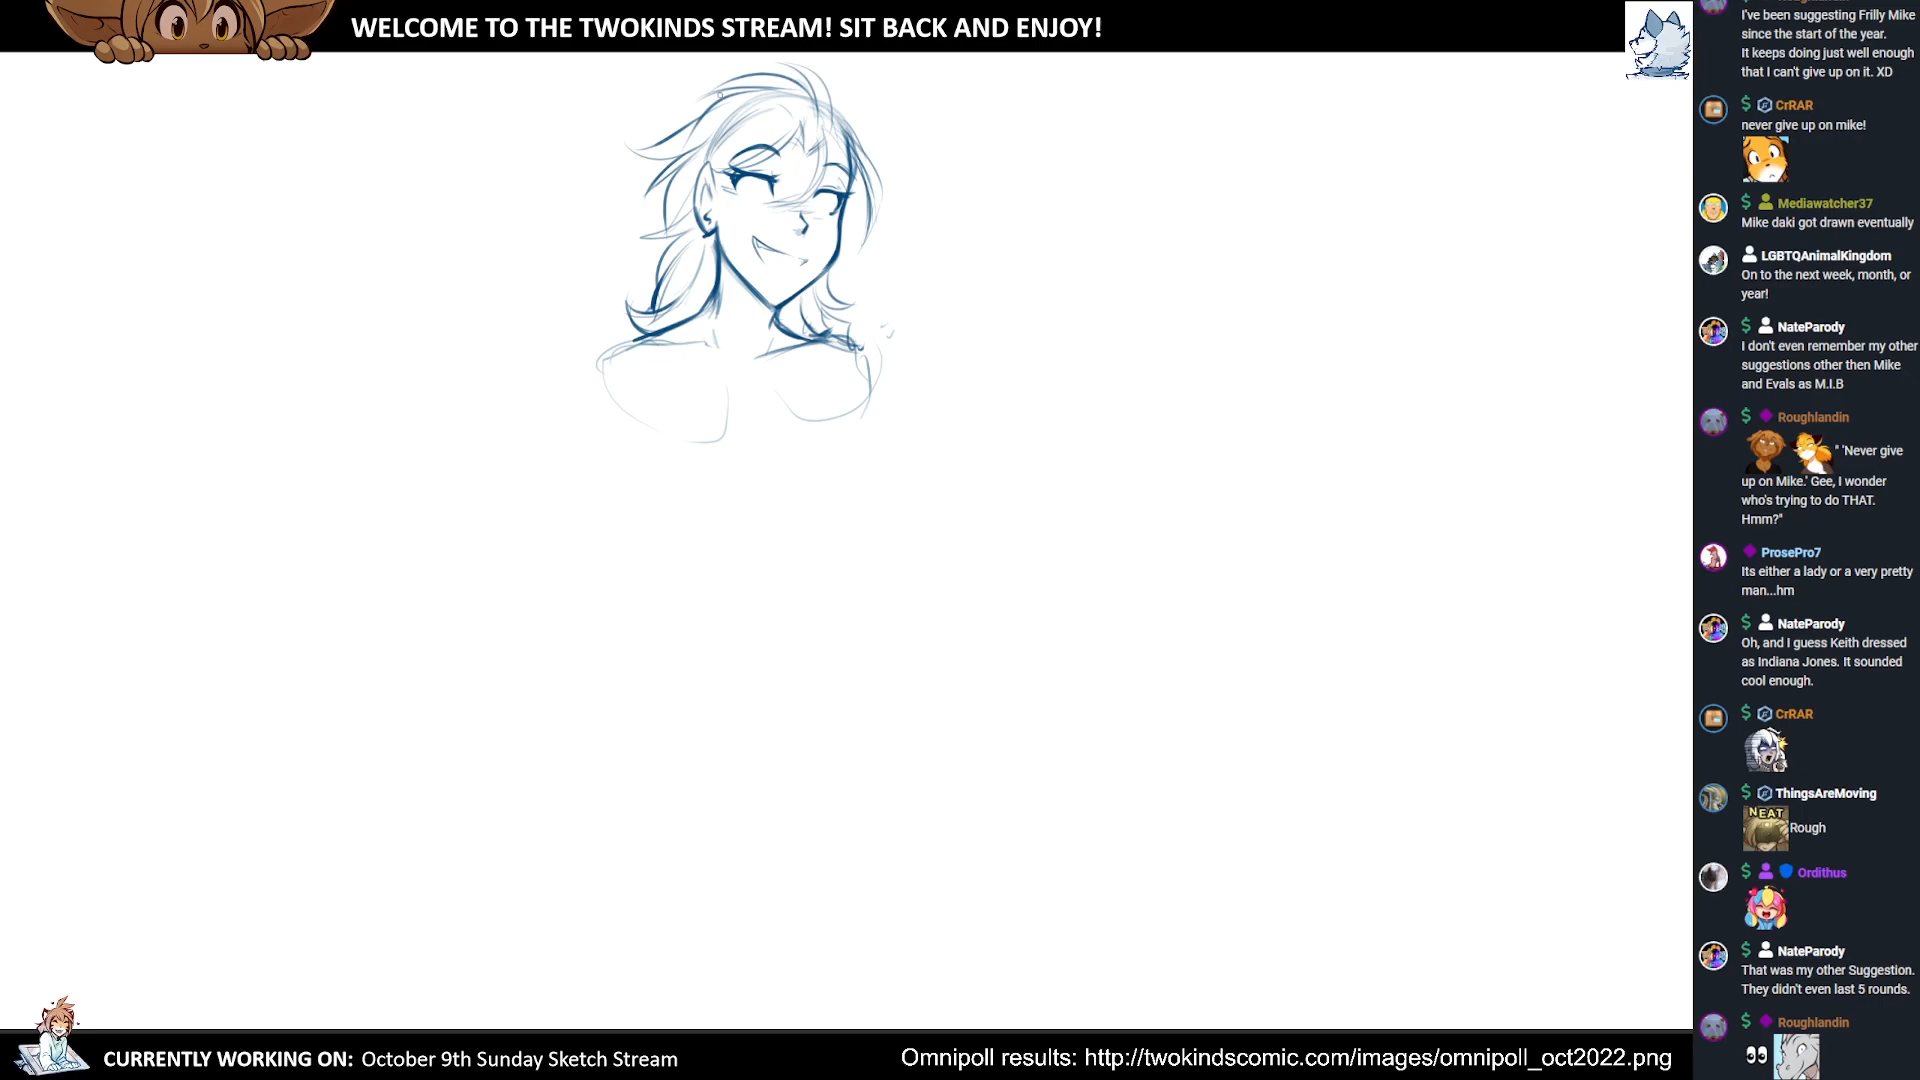 WELCOME TO THE TWOKINDS STREAM! SIT BACK AND ENJOY!
I've been suggesting Frilly Mike
since the start of the year.
It keeps doing just well enough
that I can't give up on it. XD
$ CrRAR
never give up on mike!
$ Mediawatcher37
Mike daki got drawn eventually
LGBTQAnimalKingdom
On to the next week, month, or
year!
$ NateParody
I don't even remember my other
suggestions other then Mike
and Evals as M.I.B
$ Roughlandin
" 'Never give
up on Mike.' Gee, I wonder
who's trying to do THAT.
Hmm?"
ProsePro7
Its either a lady or a very pretty
man...hm
$ NateParody
Oh, and I guess Keith dressed
as Indiana Jones. It sounded
cool enough.
$ CrRAR
$ ThingsAreMoving
NEAT
Rough
$ Ordithus
$ NateParody
That was my other Suggestion.
They didn't even last 5 rounds.
$ Roughlandin
CURRENTLY WORKING ON: October 9th Sunday Sketch Stream
Omnipoll results: http://twokindscomic.com/images/omnipoll_oct2022.png